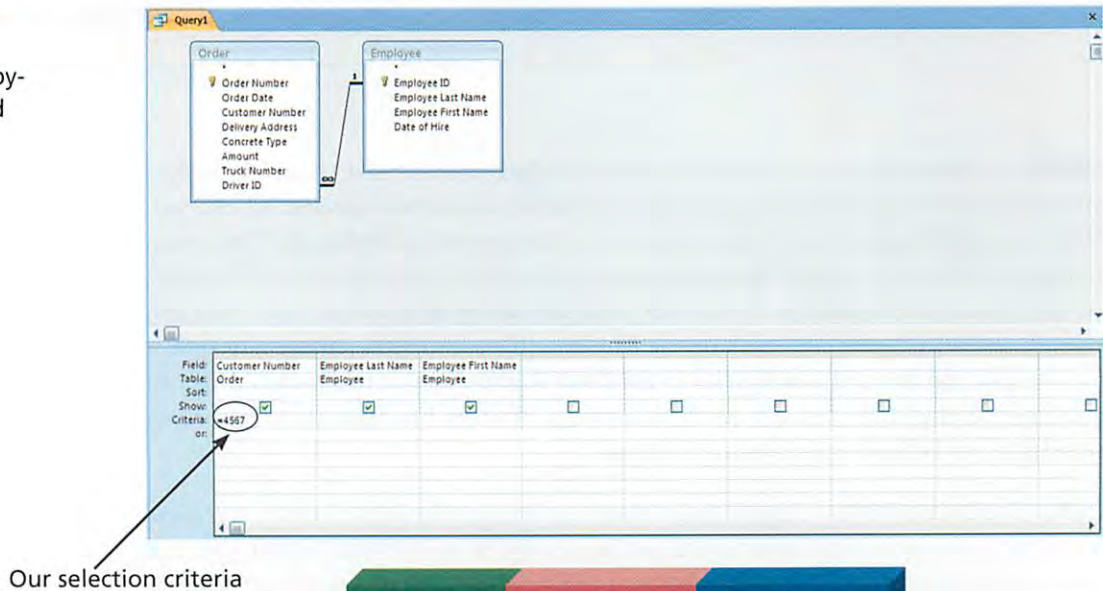 by-
Query1
Order
*
Order Number
Order Date
Customer Number
Delivery Address
Concrete Type
Amount
Truck Number
Driver ID
1
∞
Employee
*
Employee ID
Employee Last Name
Employee First Name
Date of Hire
Field: Customer Number Employee Last Name Employee First Name
Table: Order Employee Employee
Sort:
Show:
Criteria: =4567
or:
Our selection criteria